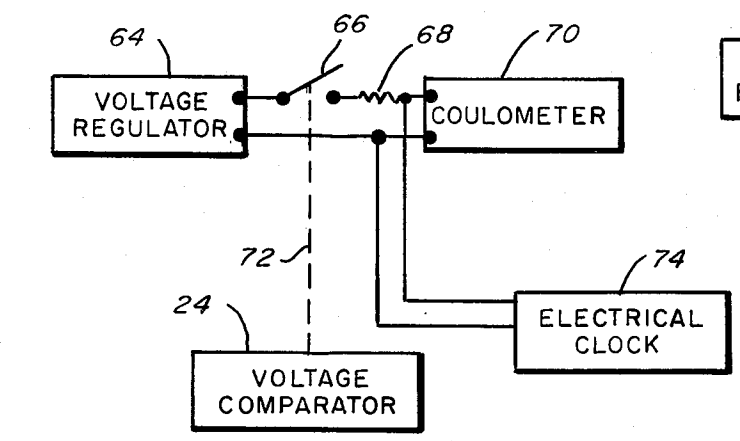 64
66
68
70
VOLTAGE
REGULATOR
COULOMETER
72
74
24
ELECTRICAL
CLOCK
VOLTAGE
COMPARATOR